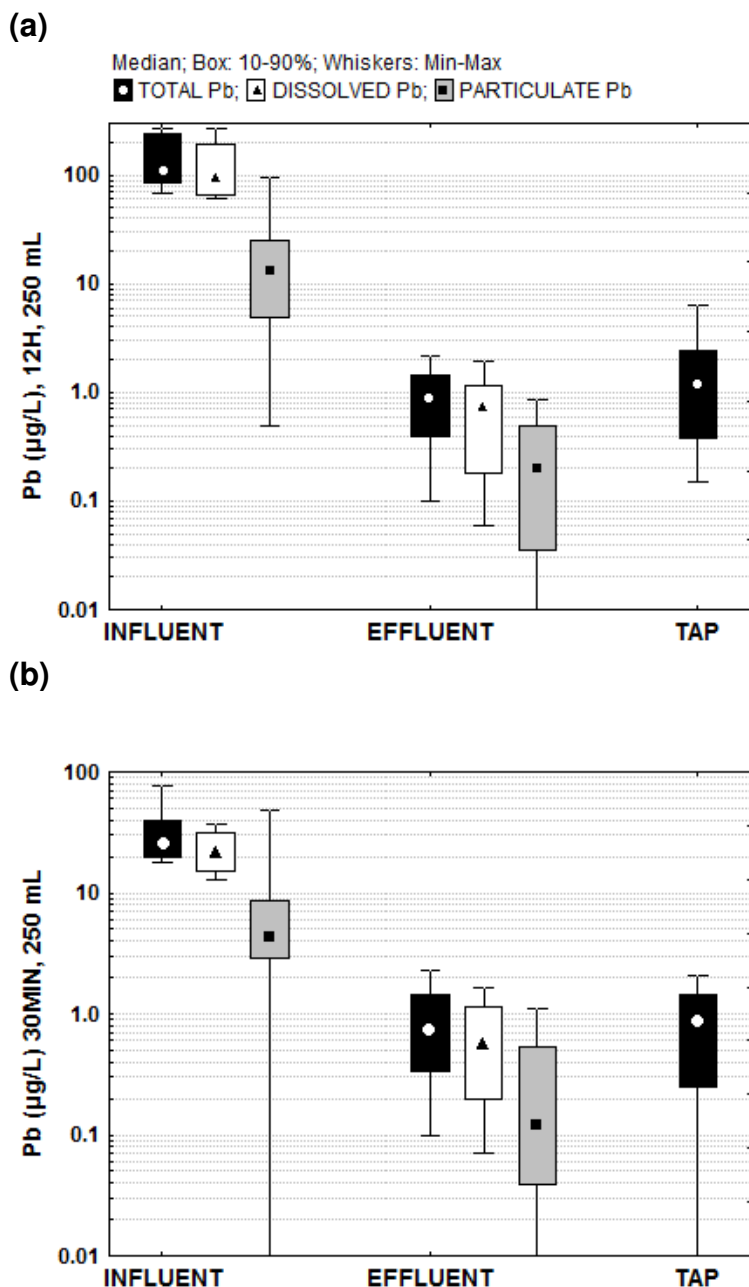 (a)
Median; Box: 10-90%; Whiskers: Min-Max
TOTAL Pb; DISSOLVED Pb; PARTICULATE Pb
Pb (µg/L), 12H, 250 mL
100
10
1.0
0.1
0.01
INFLUENT EFFLUENT TAP
(b)
Pb (µg/L) 30MIN, 250 mL
100
10
1.0
0.1
0.01
INFLUENT EFFLUENT TAP